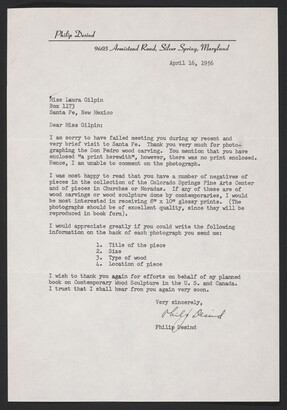 Philip Desind
9603 Armistead Road, Silver Spring, Maryland
April 16, 1956
Miss Laura Gilpin
Box 1173
Santa Fe, New Mexico
Dear Miss Gilpin:
I am sorry to have failed meeting you during my recent and
very brief visit to Santa Fe. Thank you very much for photo-
graphing the Don Pedro wood carving. You mention that you have
enclosed "a print herewith", however, there was no print enclosed.
Hence, I am unable to comment on the photograph.
I was most happy to read that you have a number of negatives of
pieces in the collection of the Colorado Springs Fine Arts Center
and of pieces in Churches or Moradas. If any of these are of
wood carvings or wood sculpture done by contemporaries, I would
be most interested in receiving 8" x 10" glossy prints. (The
photographs should be of excellent quality, since they will be
reproduced in book form).
I would appreciate greatly if you could write the following
information on the back of each photograph you send me:
1. Title of the piece
2. Size
3. Type of wood
4. Location of piece
I wish to thank you again for efforts on behalf of my planned
book on Contemporary Wood Sculpture in the U. S. and Canada.
I trust that I shall hear from you again very soon.
Very sincerely,
Philip Desind
Philip Desind